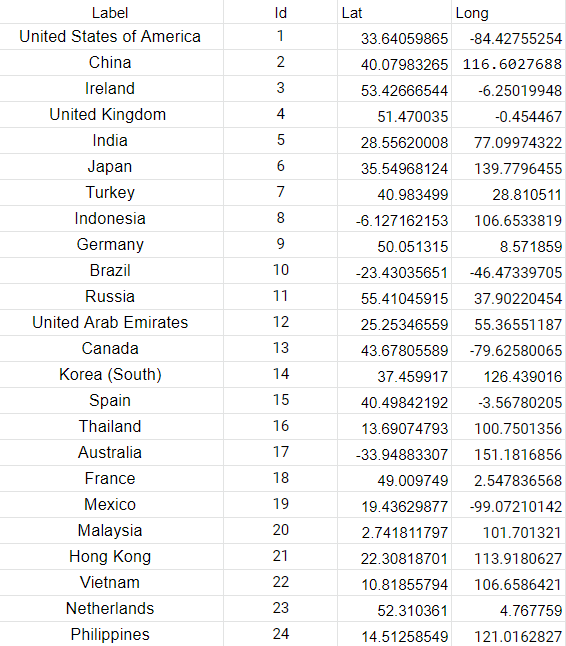 Label Id Lat Long
United States of America 1 33.64059865 -84.42755254
China 2 40.07983265 116.6027688
Ireland 3 53.42666544 -6.25019948
United Kingdom 4 51.470035 -0.454467
India 5 28.55620008 77.09974322
Japan 6 35.54968124 139.7796455
Turkey 7 40.983499 28.810511
Indonesia 8 -6.127162153 106.6533819
Germany 9 50.051315 8.571859
Brazil 10 -23.43035651 -46.47339705
Russia 11 55.41045915 37.90220454
United Arab Emirates 12 25.25346559 55.36551187
Canada 13 43.67805589 -79.62580065
Korea (South) 14 37.459917 126.439016
Spain 15 40.49842192 -3.56780205
Thailand 16 13.69074793 100.7501356
Australia 17 -33.94883307 151.1816856
France 18 49.009749 2.547836568
Mexico 19 19.43629877 -99.07210142
Malaysia 20 2.741811797 101.701321
Hong Kong 21 22.30818701 113.9180627
Vietnam 22 10.81855794 106.6586421
Netherlands 23 52.310361 4.767759
Philippines 24 14.51258549 121.0162827